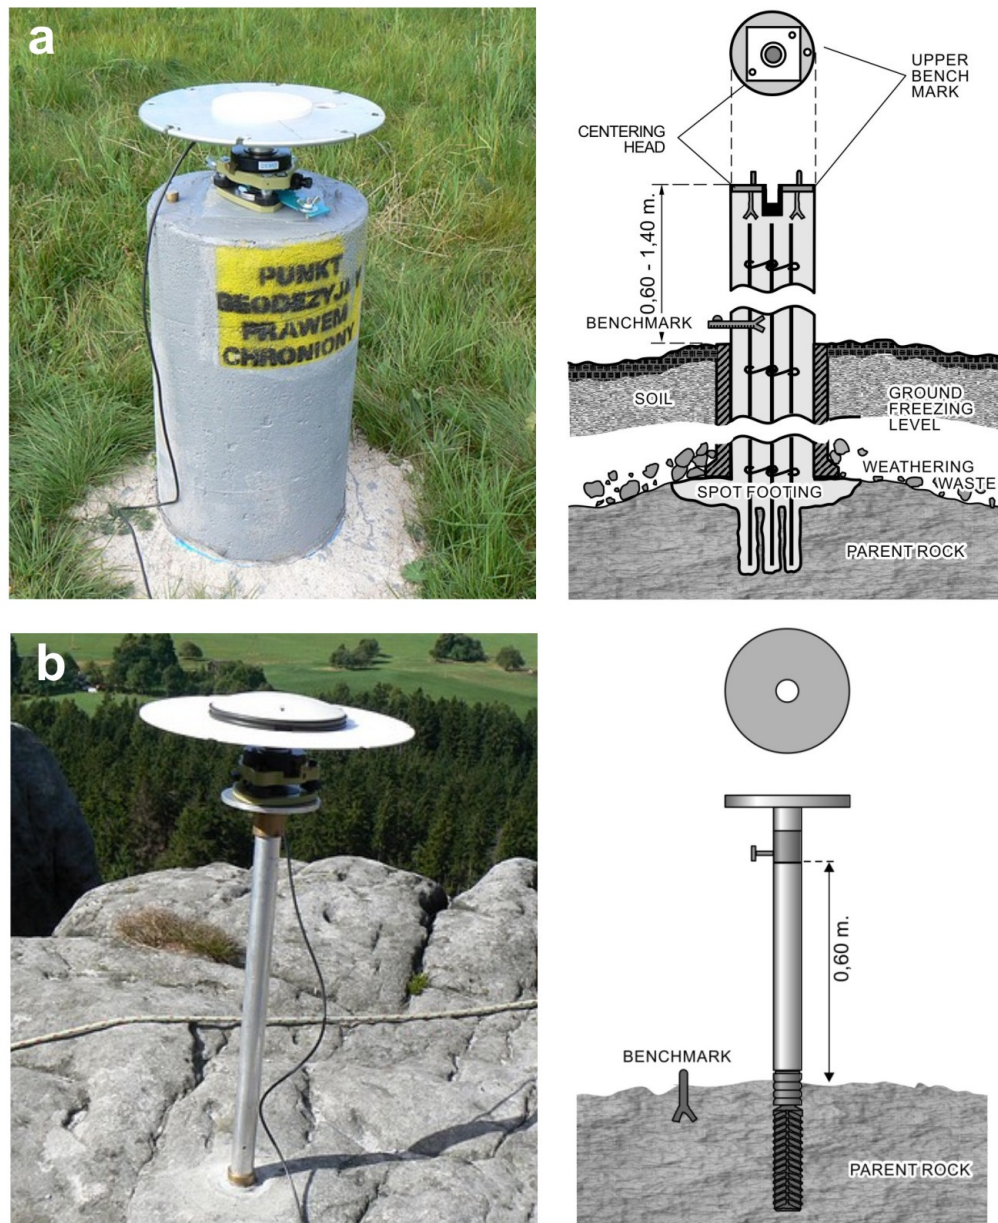 a
PUNKT
GEODEZYJNY
PRAWEM
CHRONIONY
UPPER
BENCH
MARK
CENTERING
HEAD
0,60 - 1,40 m.
BENCHMARK
SOIL
GROUND
FREEZING
LEVEL
WEATHERING
WASTE
SPOT FOOTING
PARENT ROCK
b
0,60 m.
BENCHMARK
PARENT ROCK